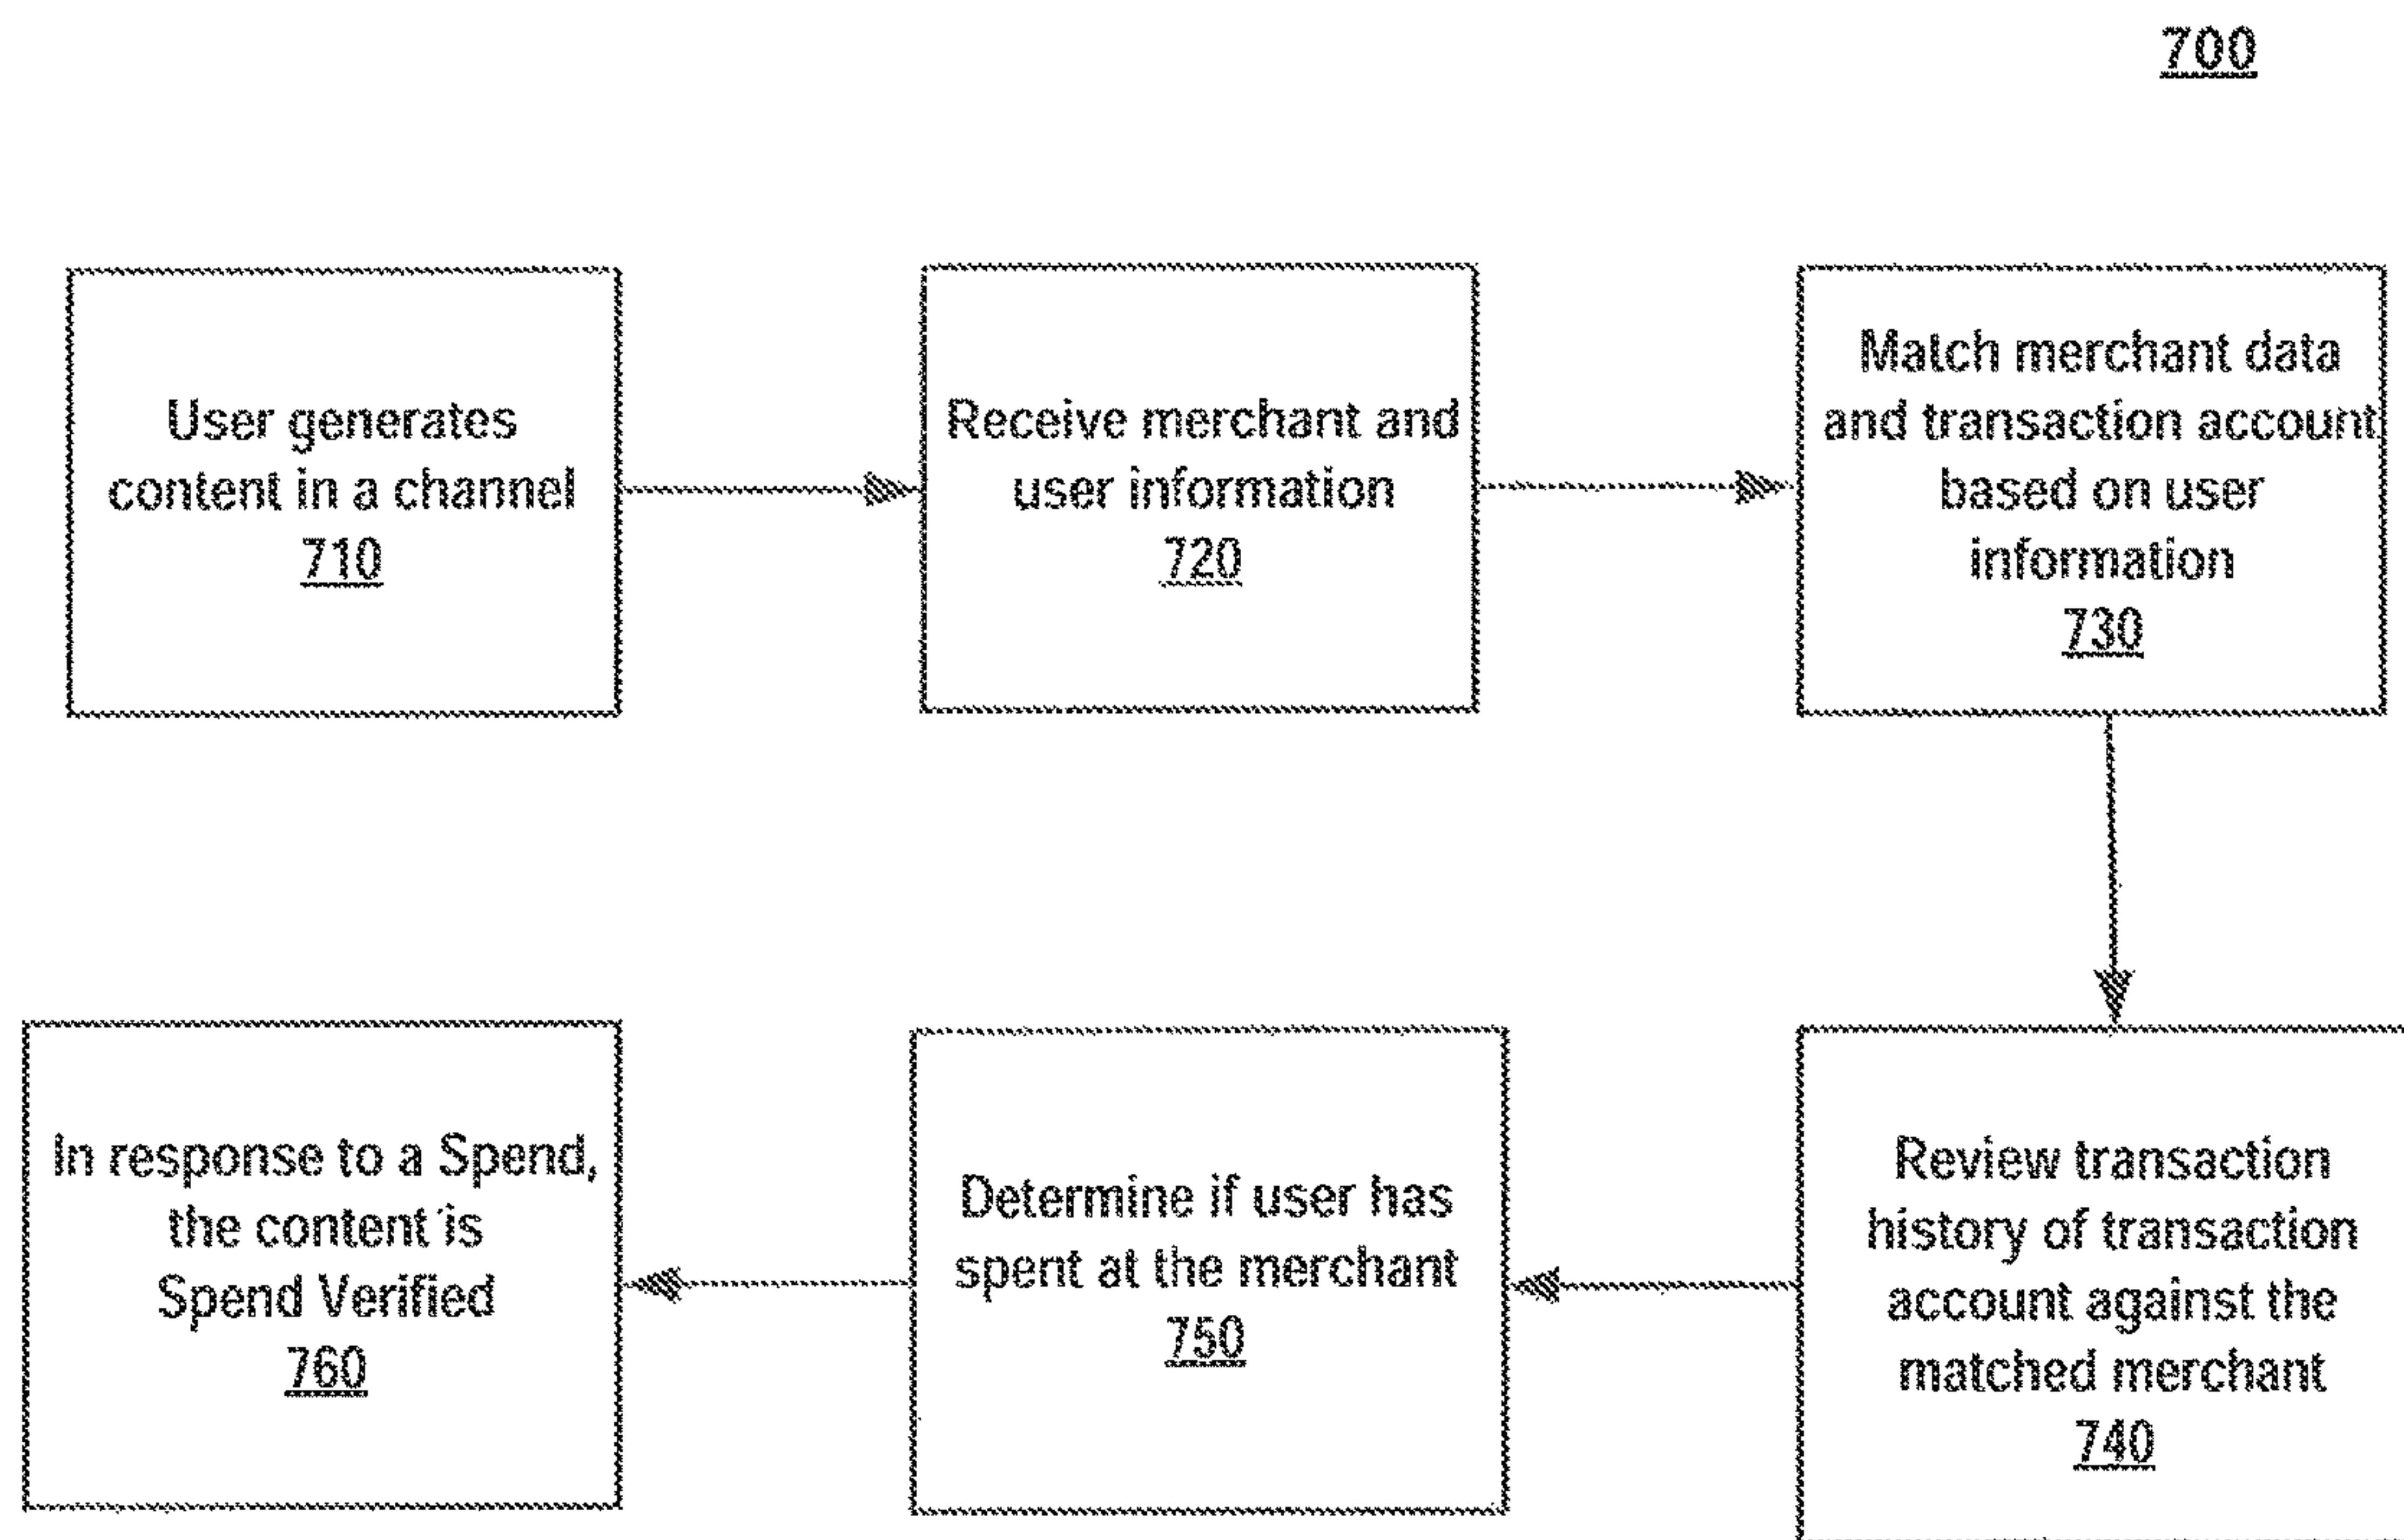 700
User generates
content in a channel
710
Receive merchant and
user information
720
Match merchant data
and transaction account
based on user
information
730
In response to a Spend,
the content is
Spend Verified
760
Determine if user has
spent at the merchant
750
Review transaction
history of transaction
account against the
matched merchant
740